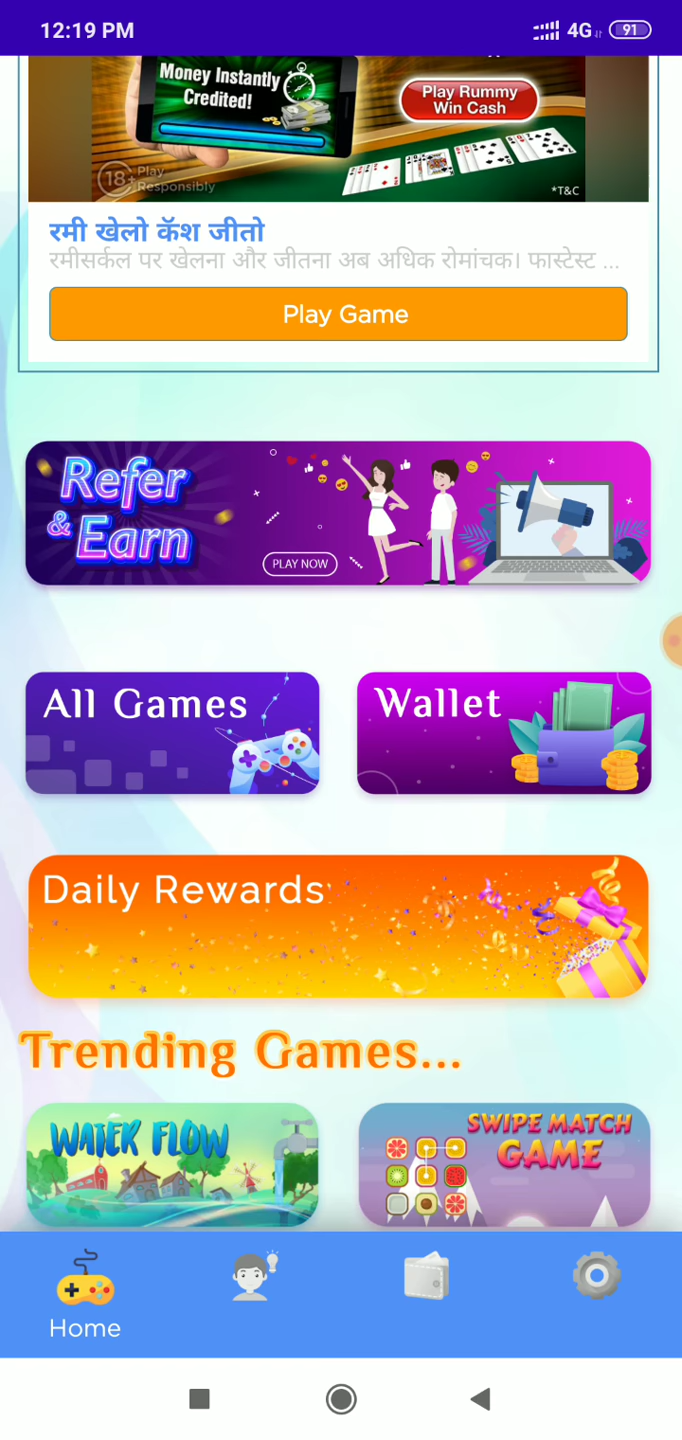 12:19 PM
4G
91
Money Instantly
Credited!
Play Rummy
Win Cash
18+ Play
Responsibly
*T&C
रमी खेलो कॅश जीतो
रमीसर्कल पर खेलना और जीतना अब अधिक रोमांचक। फास्टेस्ट ...
Play Game
Refer
& Earn
PLAY NOW
All Games
Wallet
Daily Rewards
Trending Games...
WATER FLOW
SWIPE MATCH
GAME
Home